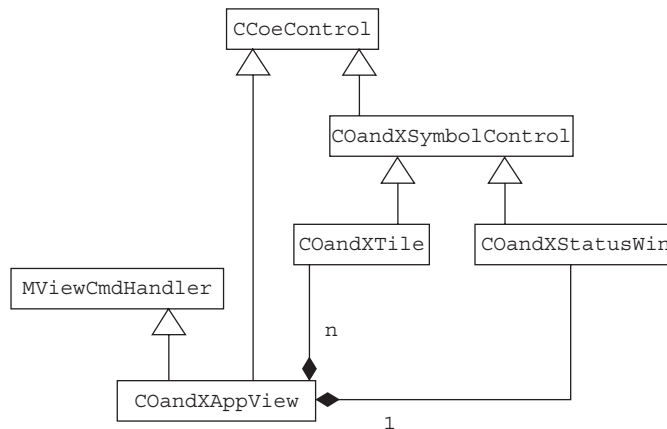 CCoeControl
COandXSymbolControl
COandXTile
COandXStatusWin
MViewCmdHandler
n
COandXAppView
1